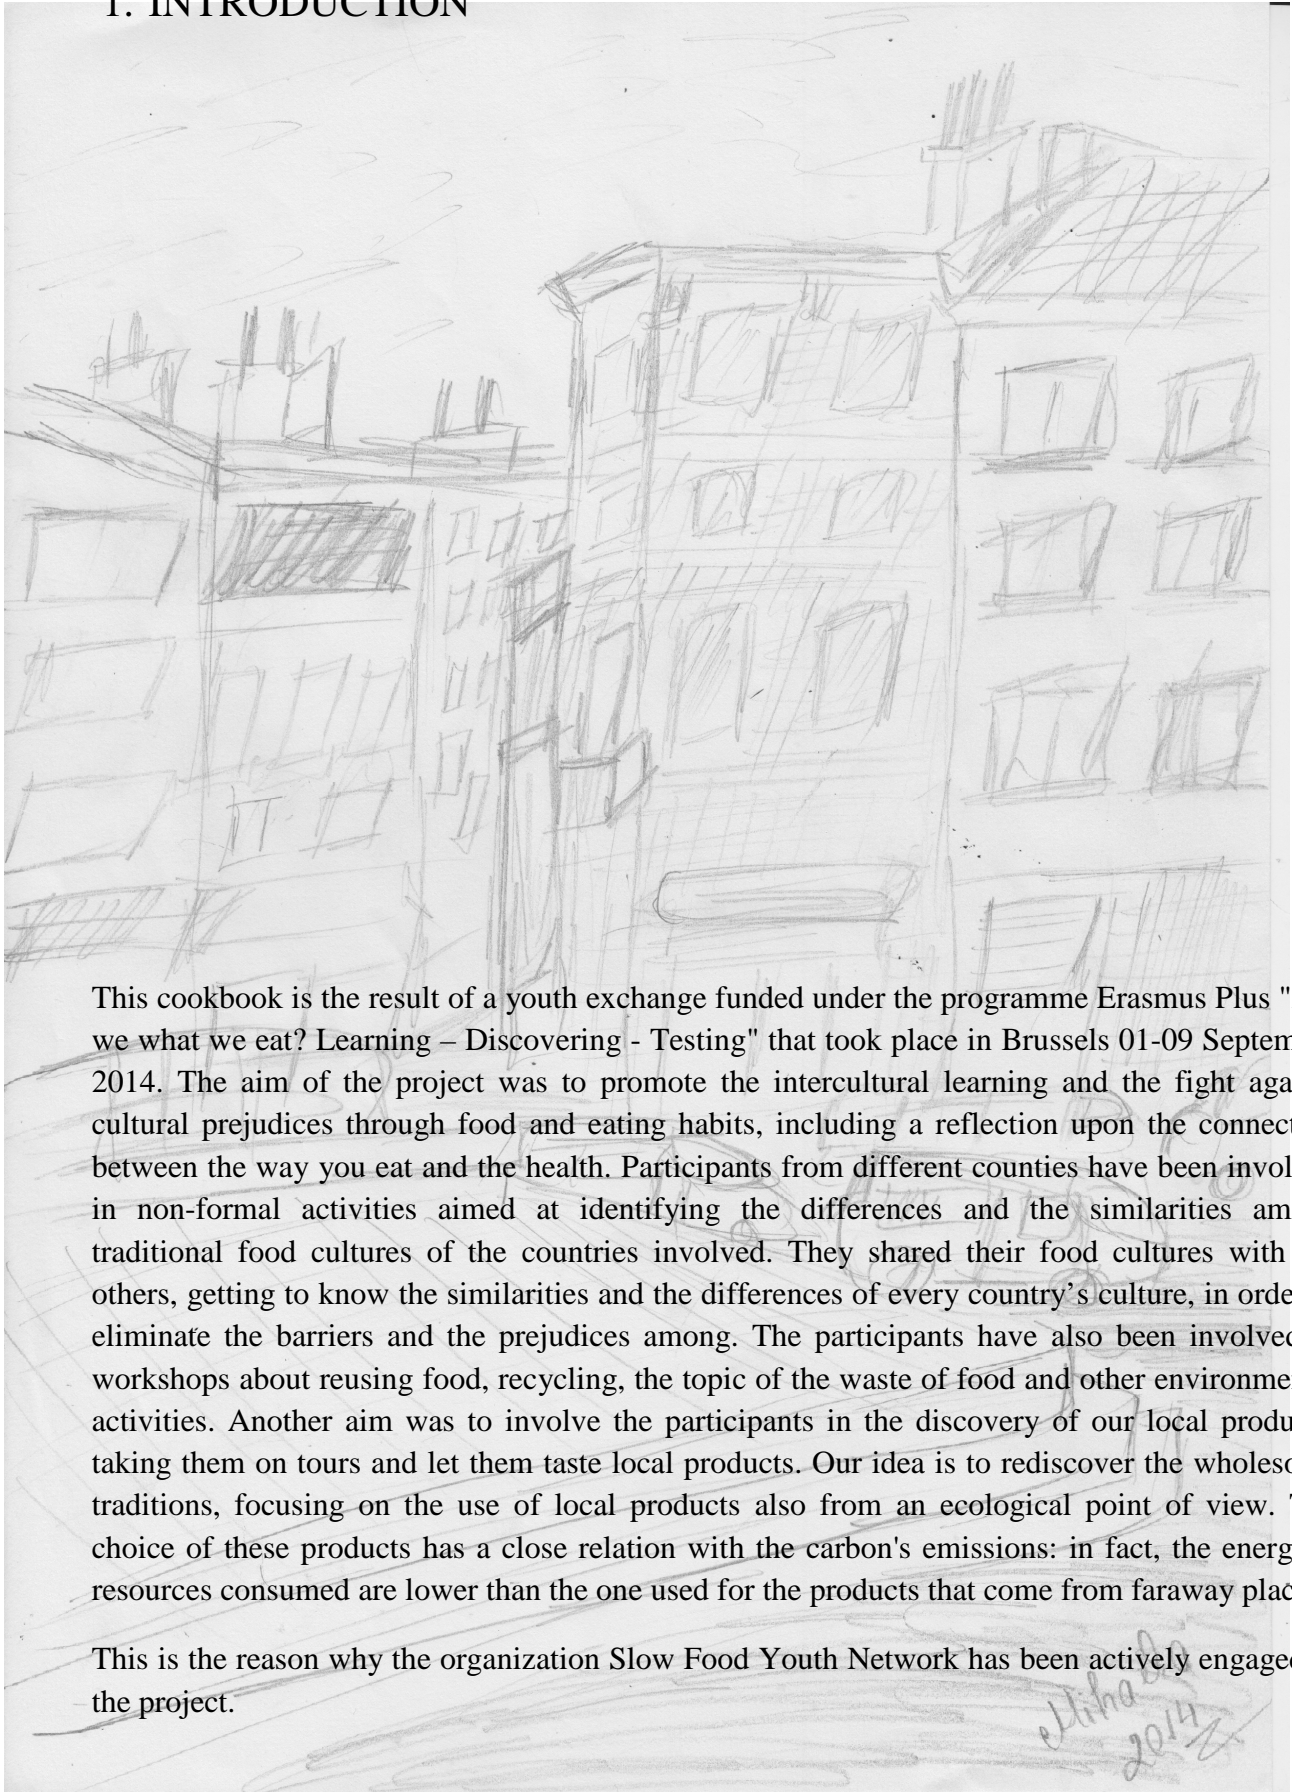 1. INTRODUCTION
This cookbook is the result of a youth exchange funded under the programme Erasmus Plus "
we what we eat? Learning – Discovering - Testing" that took place in Brussels 01-09 Septem
2014. The aim of the project was to promote the intercultural learning and the fight aga
cultural prejudices through food and eating habits, including a reflection upon the connect
between the way you eat and the health. Participants from different counties have been invol
in non-formal activities aimed at identifying the differences and the similarities am
traditional food cultures of the countries involved. They shared their food cultures with
others, getting to know the similarities and the differences of every country’s culture, in orde
eliminate the barriers and the prejudices among. The participants have also been involved
workshops about reusing food, recycling, the topic of the waste of food and other environme
activities. Another aim was to involve the participants in the discovery of our local produ
taking them on tours and let them taste local products. Our idea is to rediscover the wholeso
traditions, focusing on the use of local products also from an ecological point of view. T
choice of these products has a close relation with the carbon's emissions: in fact, the energ
resources consumed are lower than the one used for the products that come from faraway plac
This is the reason why the organization Slow Food Youth Network has been actively engaged
the project.
2014